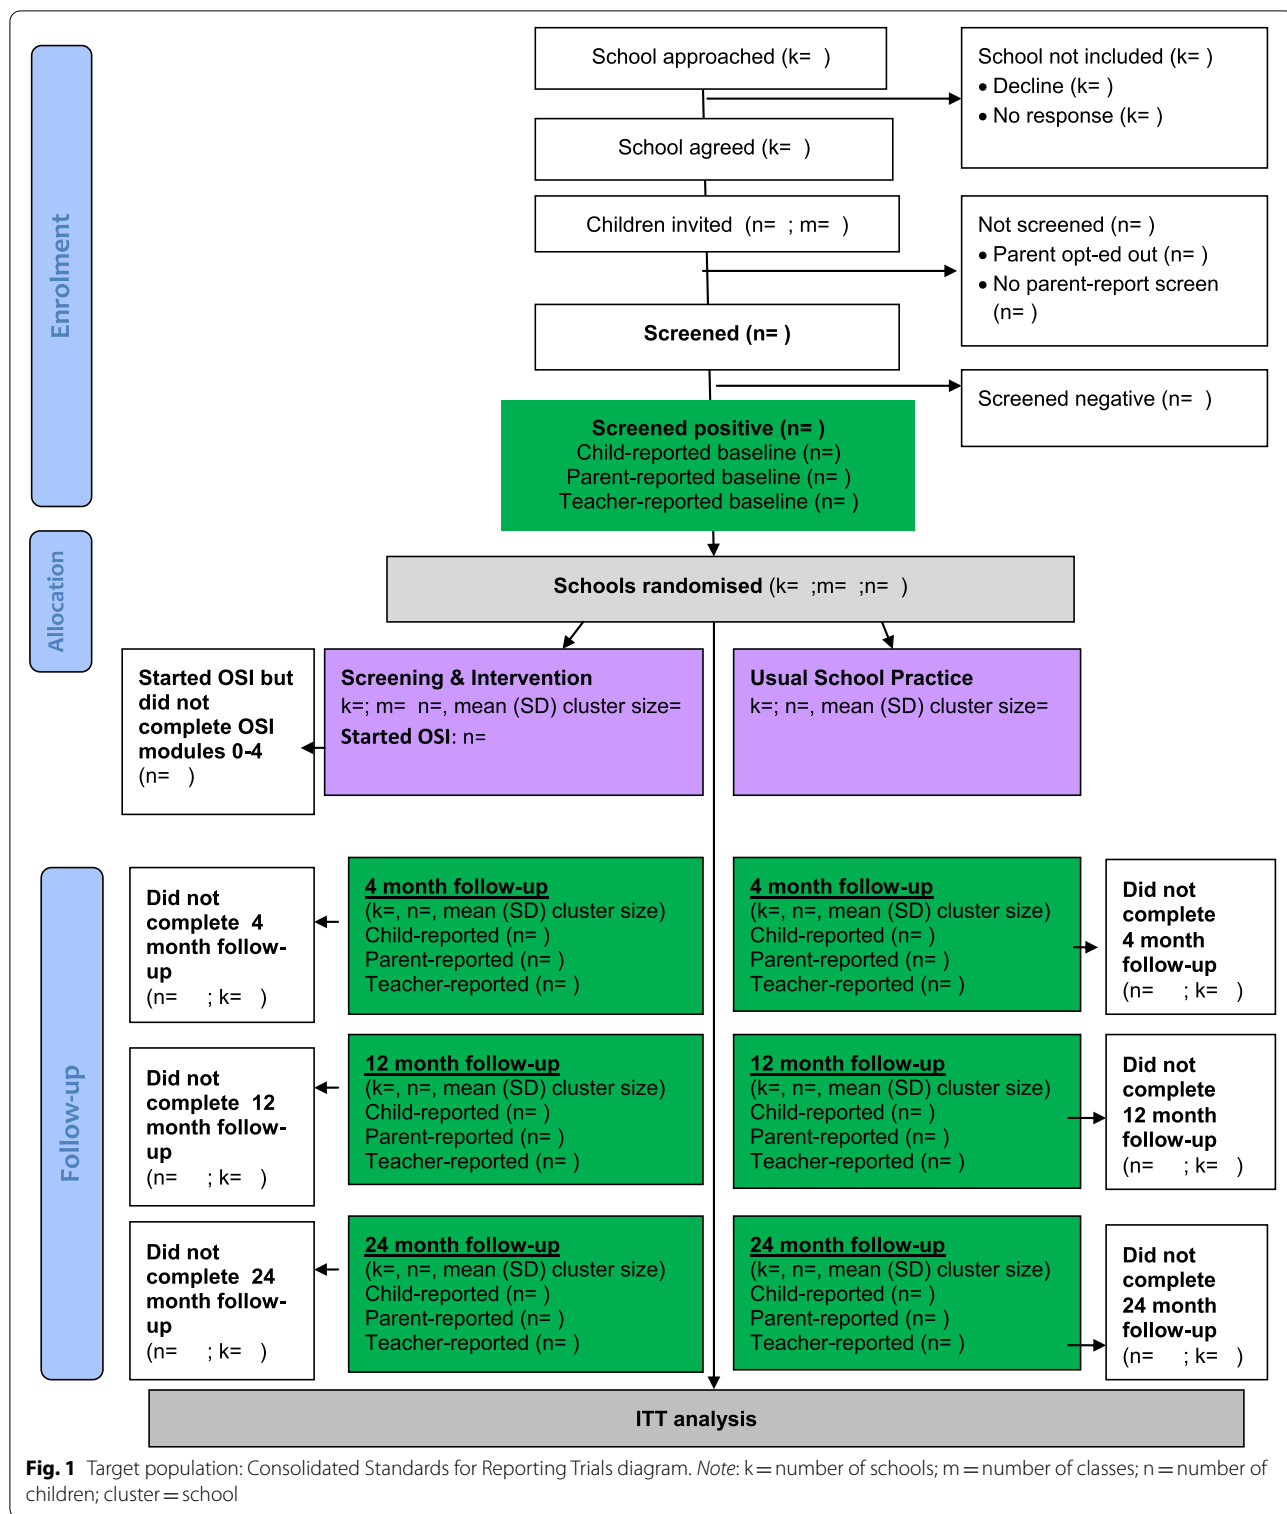 Enrolment
School approached (k=  )
School not included (k= )
• Decline (k= )
• No response (k= )
School agreed (k=  )
Children invited  (n=  ; m=  )
Not screened (n= )
• Parent opt-ed out (n= )
• No parent-report screen
(n= )
Screened (n= )
Screened negative (n=  )
Screened positive (n= )
Child-reported baseline (n=)
Parent-reported baseline (n= )
Teacher-reported baseline (n= )
Allocation
Schools randomised (k=  ;m=  ;n=  )
Started OSI but
did not
complete OSI
modules 0-4
(n=   )
Screening & Intervention
k=; m=  n=, mean (SD) cluster size=
Started OSI: n=
Usual School Practice
k=; n=, mean (SD) cluster size=
Follow-up
Did not
complete  4
month follow-
up
(n=     ; k=   )
4 month follow-up
(k=, n=, mean (SD) cluster size)
Child-reported (n= )
Parent-reported (n= )
Teacher-reported (n= )
4 month follow-up
(k=, n=, mean (SD) cluster size)
Child-reported (n= )
Parent-reported (n= )
Teacher-reported (n= )
Did not
complete
4 month
follow-up
(n=     ; k=   )
Did not
complete  12
month follow-
up
(n=     ; k=   )
12 month follow-up
(k=, n=, mean (SD) cluster size)
Child-reported (n= )
Parent-reported (n= )
Teacher-reported (n= )
12 month follow-up
(k=, n=, mean (SD) cluster size)
Child-reported (n= )
Parent-reported (n= )
Teacher-reported (n= )
Did not
complete
12 month
follow-up
(n=     ; k=   )
Did not
complete  24
month follow-
up
(n=     ; k=   )
24 month follow-up
(k=, n=, mean (SD) cluster size)
Child-reported (n= )
Parent-reported (n= )
Teacher-reported (n= )
24 month follow-up
(k=, n=, mean (SD) cluster size)
Child-reported (n= )
Parent-reported (n= )
Teacher-reported (n= )
Did not
complete
24 month
follow-up
(n=     ; k=   )
ITT analysis
Fig. 1  Target population: Consolidated Standards for Reporting Trials diagram. Note: k = number of schools; m = number of classes; n = number of
children; cluster = school